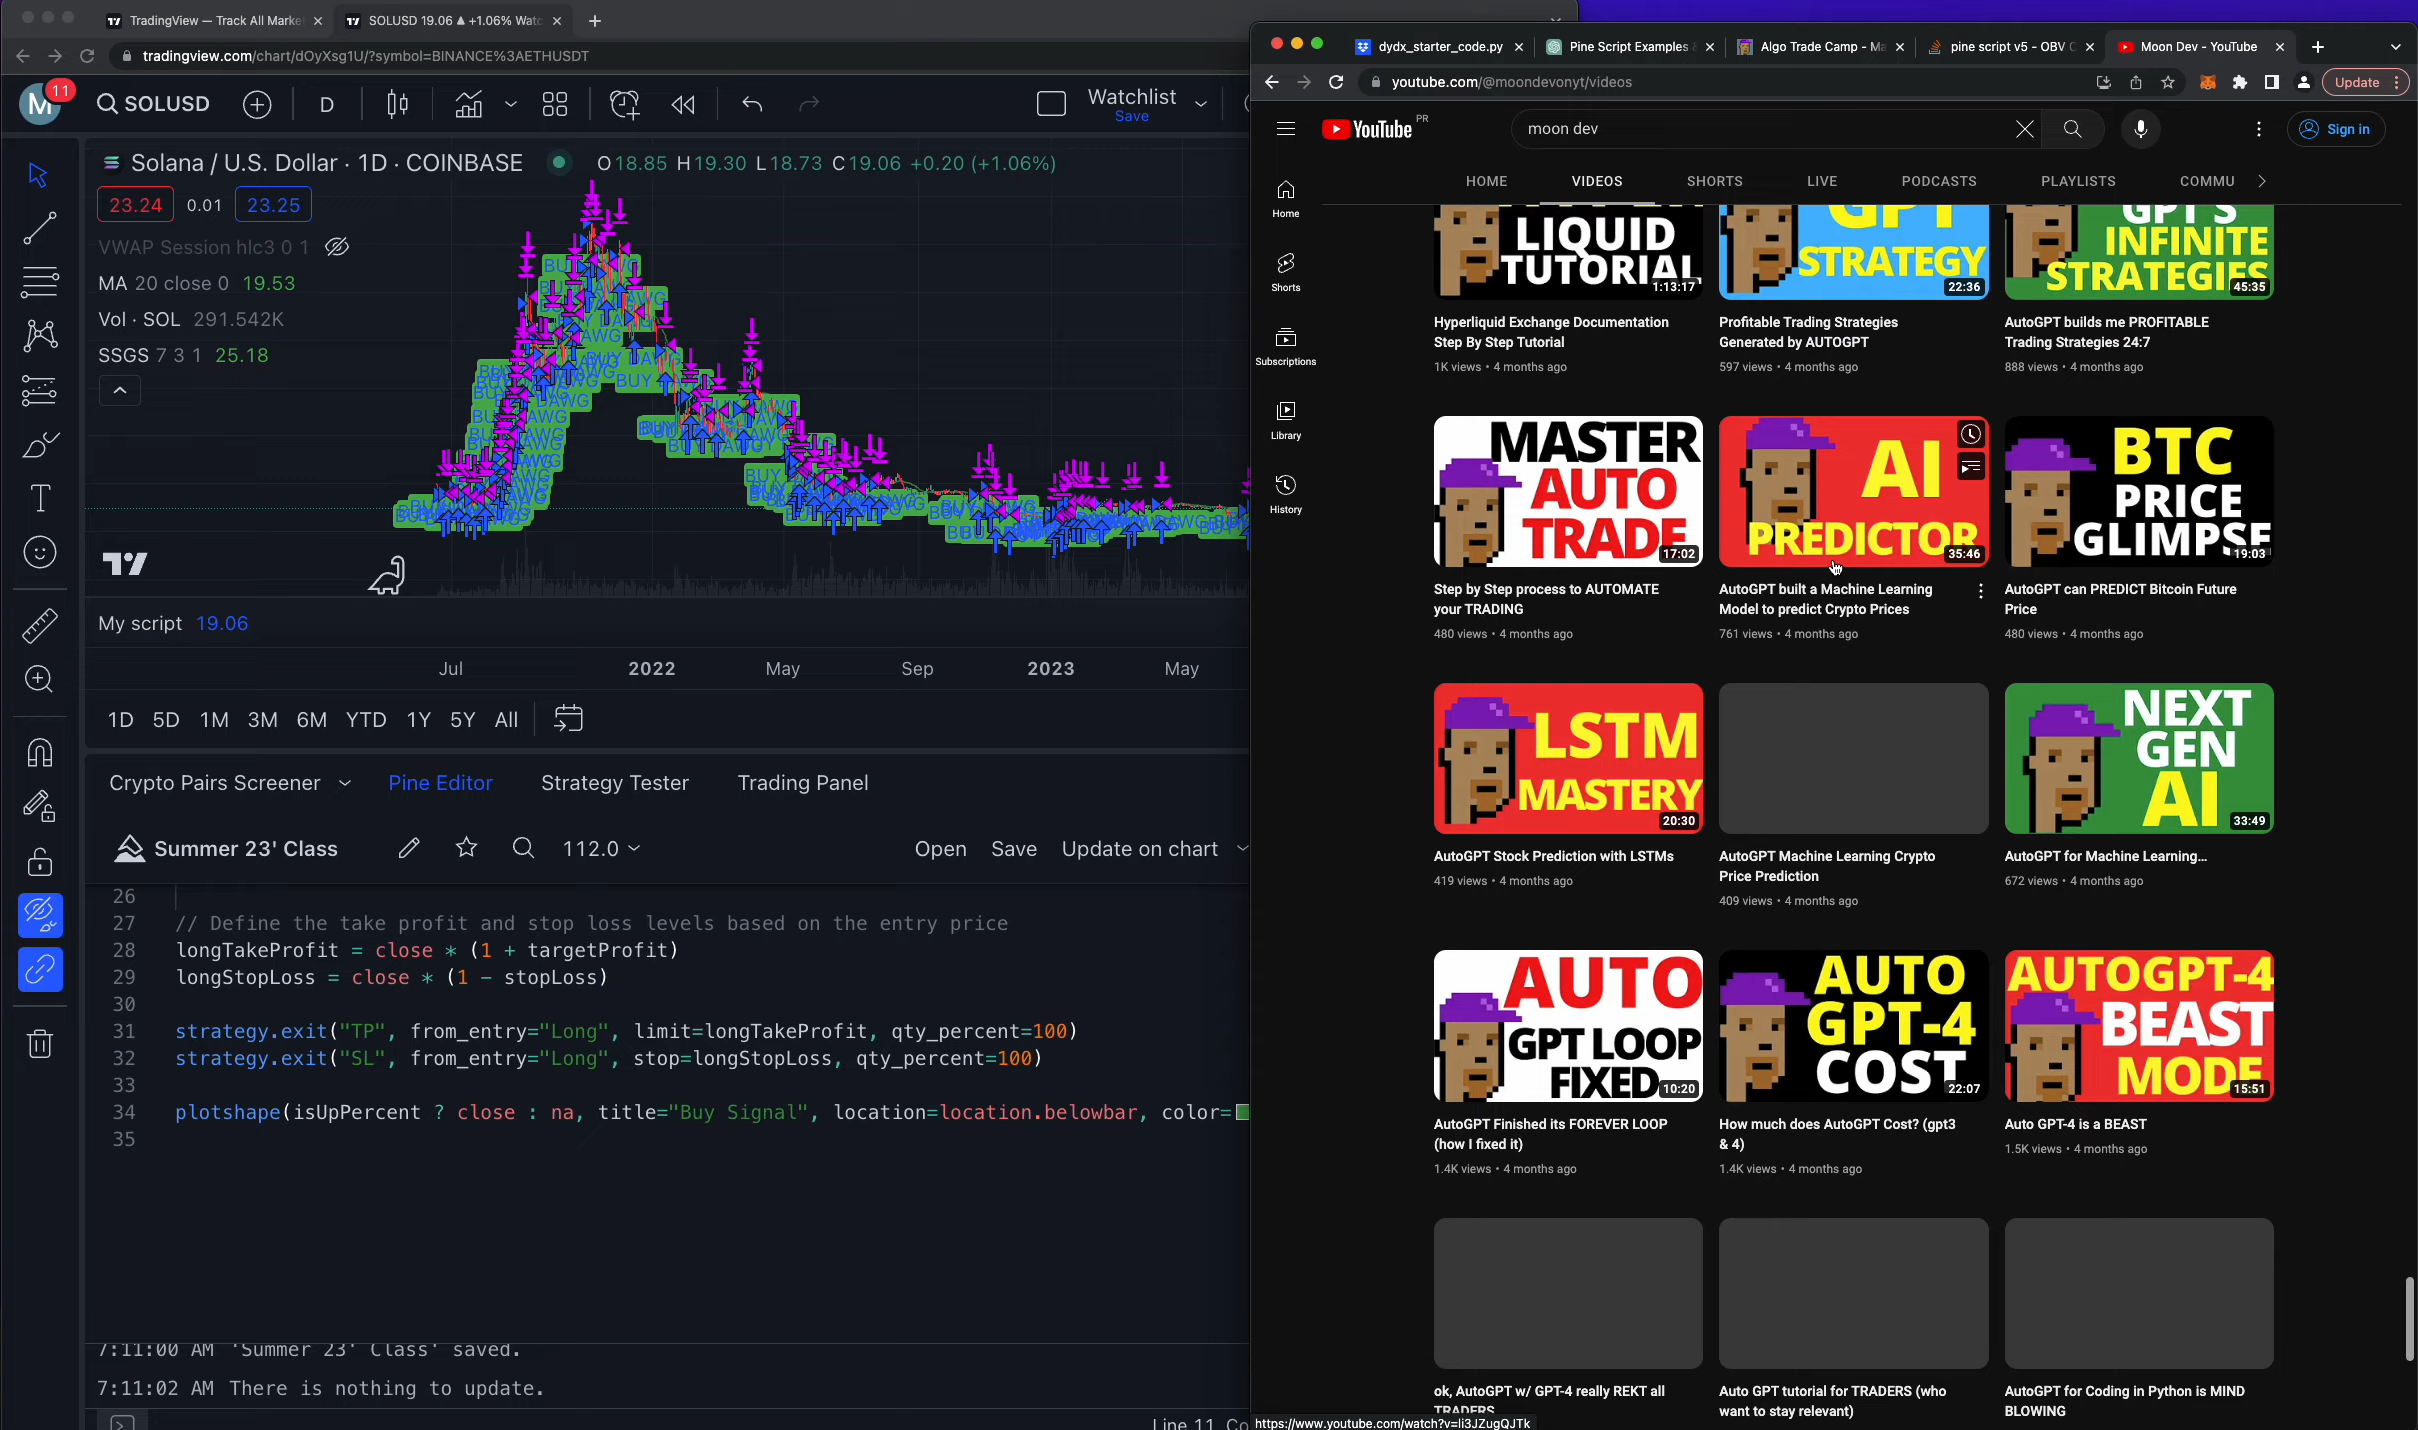 TradingView — Track All Marke
SOLUSD 19.06 ▲ +1.06% Watc
tradingview.com/chart/dOyXsg1U/?symbol=BINANCE%3AETHUSDT
M
11
SOLUSD
D
Watchlist
Save
Solana / U.S. Dollar · 1D · COINBASE
O18.85 H19.30 L18.73 C19.06 +0.20 (+1.06%)
23.24
0.01
23.25
VWAP Session hlc3 0 1
MA 20 close 0 19.53
Vol · SOL 291.542K
SSGS 7 3 1 25.18
My script 19.06
Jul
2022
May
Sep
2023
May
1D 5D 1M 3M 6M YTD 1Y 5Y All
Crypto Pairs Screener
Pine Editor
Strategy Tester
Trading Panel
Summer 23' Class
112.0
Open
Save
Update on chart
26
27 // Define the take profit and stop loss levels based on the entry price
28 longTakeProfit = close * (1 + targetProfit)
29 longStopLoss = close * (1 - stopLoss)
30
31 strategy.exit("TP", from_entry="Long", limit=longTakeProfit, qty_percent=100)
32 strategy.exit("SL", from_entry="Long", stop=longStopLoss, qty_percent=100)
33
34 plotshape(isUpPercent ? close : na, title="Buy Signal", location=location.belowbar, color=
35
7:11:00 AM 'Summer 23' Class' saved.
7:11:02 AM There is nothing to update.
Line 11, Co
dydx_starter_code.py
Pine Script Examples
Algo Trade Camp - Ma
pine script v5 - OBV C
Moon Dev - YouTube
youtube.com/@moondevonyt/videos
Update
YouTube
PR
moon dev
Sign in
HOME
VIDEOS
SHORTS
LIVE
PODCASTS
PLAYLISTS
COMMU
Home
Shorts
Subscriptions
Library
History
LIQUID
TUTORIAL
1:13:17
GPT
STRATEGY
22:36
GPT'S
INFINITE
STRATEGIES
45:35
Hyperliquid Exchange Documentation
Step By Step Tutorial
1K views • 4 months ago
Profitable Trading Strategies
Generated by AUTOGPT
597 views • 4 months ago
AutoGPT builds me PROFITABLE
Trading Strategies 24:7
888 views • 4 months ago
MASTER
AUTO
TRADE
17:02
AI
PREDICTOR
35:46
BTC
PRICE
GLIMPSE
19:03
Step by Step process to AUTOMATE
your TRADING
480 views • 4 months ago
AutoGPT built a Machine Learning
Model to predict Crypto Prices
761 views • 4 months ago
AutoGPT can PREDICT Bitcoin Future
Price
480 views • 4 months ago
LSTM
MASTERY
20:30
NEXT
GEN
AI
33:49
AutoGPT Stock Prediction with LSTMs
419 views • 4 months ago
AutoGPT Machine Learning Crypto
Price Prediction
409 views • 4 months ago
AutoGPT for Machine Learning...
672 views • 4 months ago
AUTO
GPT LOOP
FIXED
10:20
AUTO
GPT-4
COST
22:07
AUTOGPT-4
BEAST
MODE
15:51
AutoGPT Finished its FOREVER LOOP
(how I fixed it)
1.4K views • 4 months ago
How much does AutoGPT Cost? (gpt3
& 4)
1.4K views • 4 months ago
Auto GPT-4 is a BEAST
1.5K views • 4 months ago
ok, AutoGPT w/ GPT-4 really REKT all
TRADERS
Auto GPT tutorial for TRADERS (who
want to stay relevant)
AutoGPT for Coding in Python is MIND
BLOWING
https://www.youtube.com/watch?v=li3JZugQJTk